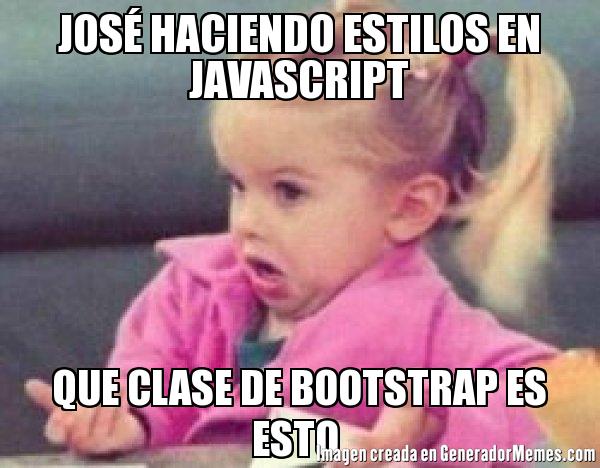 JOSÉ HACIENDO ESTILOS EN
JAVASCRIPT
QUE CLASE DE BOOTSTRAP ES
ESTO
Imagen creada en GeneradorMemes.com